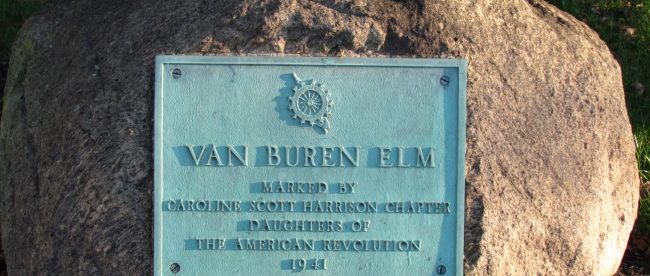 VAN BUREN ELM
MARKED BY
CAROLINE SCOTT HARRISON CHAPTER
DAUGHTERS OF
THE AMERICAN REVOLUTION
1941